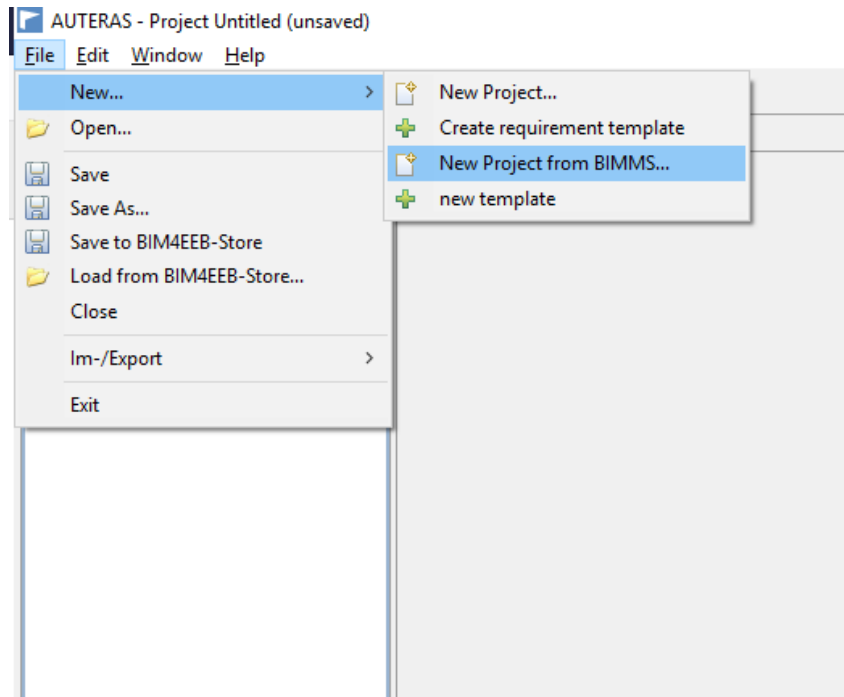 AUTERAS - Project Untitled (unsaved)
File Edit Window Help
New...
Open...
Save
Save As...
Save to BIM4EEB-Store
Load from BIM4EEB-Store...
Close
Im-/Export
Exit
New Project...
Create requirement template
New Project from BIMMS...
new template